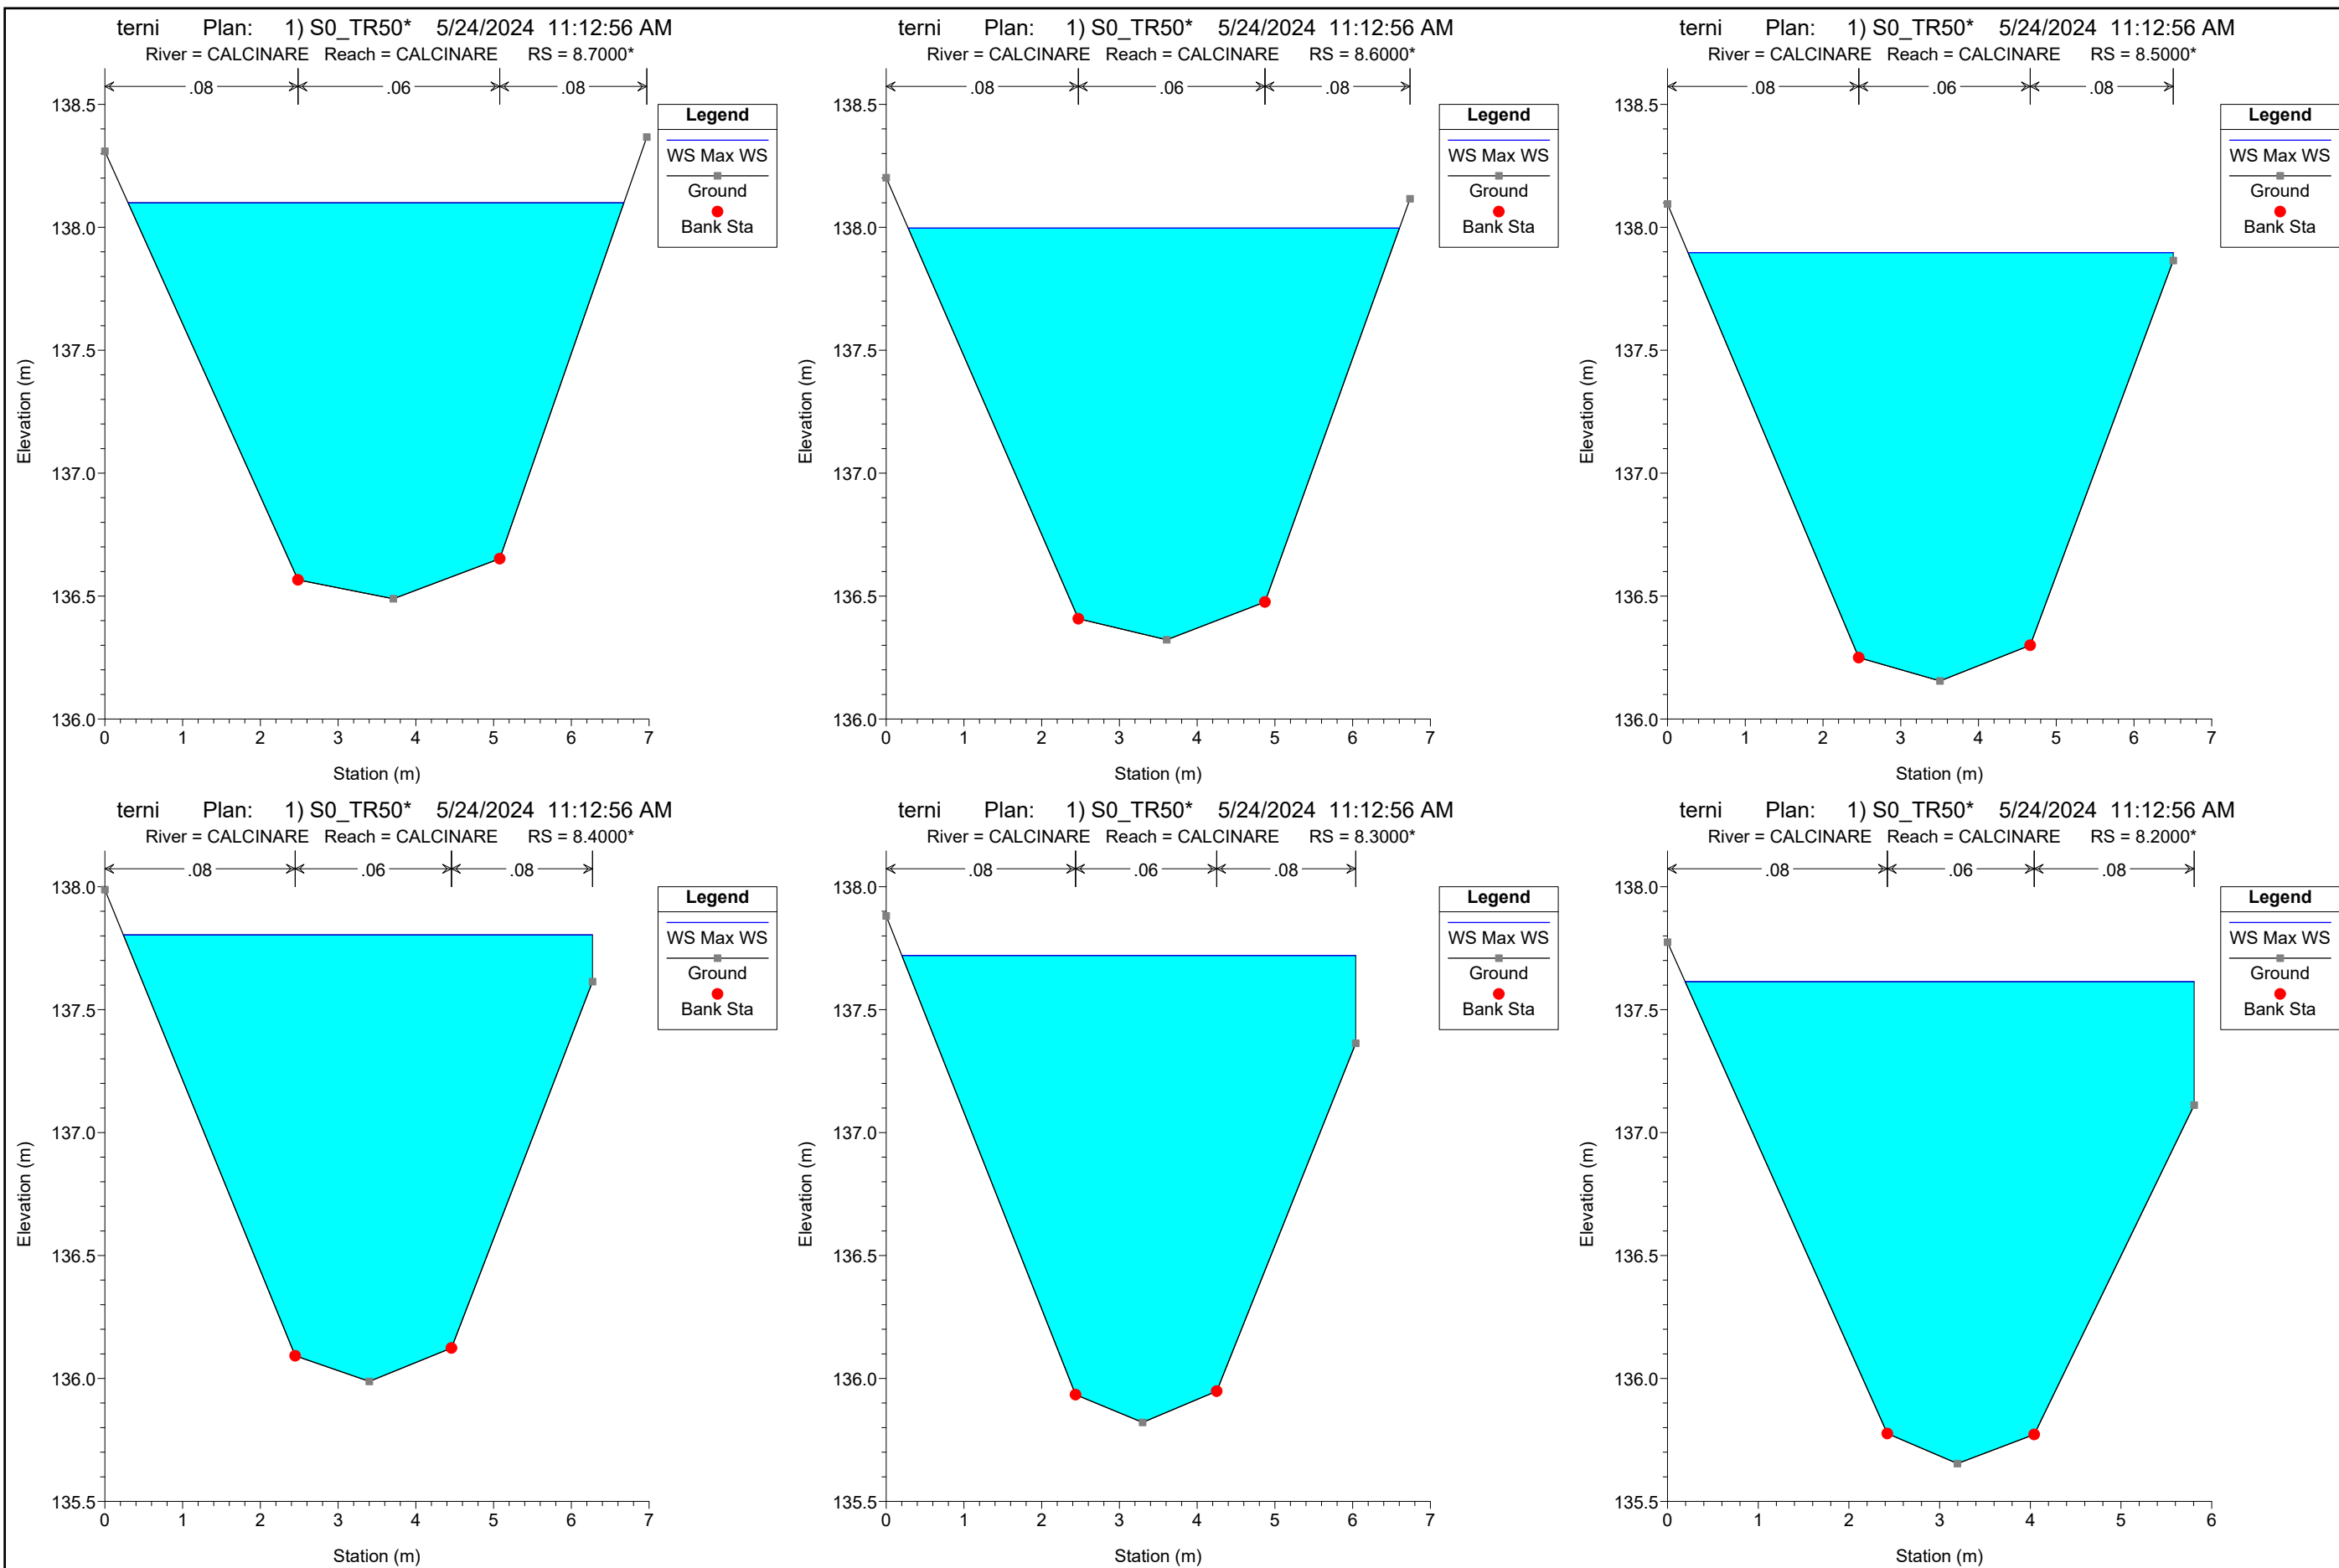 terni Plan: 1) S0_TR50* 5/24/2024 11:12:56 AM
River = CALCINARE Reach = CALCINARE RS = 8.7000*
.08 .06 .08
138.5
138.0
137.5
137.0
136.5
136.0
Elevation (m)
0 1 2 3 4 5 6 7
Station (m)
Legend
WS Max WS
Ground
Bank Sta
terni Plan: 1) S0_TR50* 5/24/2024 11:12:56 AM
River = CALCINARE Reach = CALCINARE RS = 8.6000*
.08 .06 .08
138.5
138.0
137.5
137.0
136.5
136.0
Elevation (m)
0 1 2 3 4 5 6 7
Station (m)
Legend
WS Max WS
Ground
Bank Sta
terni Plan: 1) S0_TR50* 5/24/2024 11:12:56 AM
River = CALCINARE Reach = CALCINARE RS = 8.5000*
.08 .06 .08
138.5
138.0
137.5
137.0
136.5
136.0
Elevation (m)
0 1 2 3 4 5 6 7
Station (m)
Legend
WS Max WS
Ground
Bank Sta
terni Plan: 1) S0_TR50* 5/24/2024 11:12:56 AM
River = CALCINARE Reach = CALCINARE RS = 8.4000*
.08 .06 .08
138.0
137.5
137.0
136.5
136.0
135.5
Elevation (m)
0 1 2 3 4 5 6 7
Station (m)
Legend
WS Max WS
Ground
Bank Sta
terni Plan: 1) S0_TR50* 5/24/2024 11:12:56 AM
River = CALCINARE Reach = CALCINARE RS = 8.3000*
.08 .06 .08
138.0
137.5
137.0
136.5
136.0
135.5
Elevation (m)
0 1 2 3 4 5 6 7
Station (m)
Legend
WS Max WS
Ground
Bank Sta
terni Plan: 1) S0_TR50* 5/24/2024 11:12:56 AM
River = CALCINARE Reach = CALCINARE RS = 8.2000*
.08 .06 .08
138.0
137.5
137.0
136.5
136.0
135.5
Elevation (m)
0 1 2 3 4 5 6
Station (m)
Legend
WS Max WS
Ground
Bank Sta